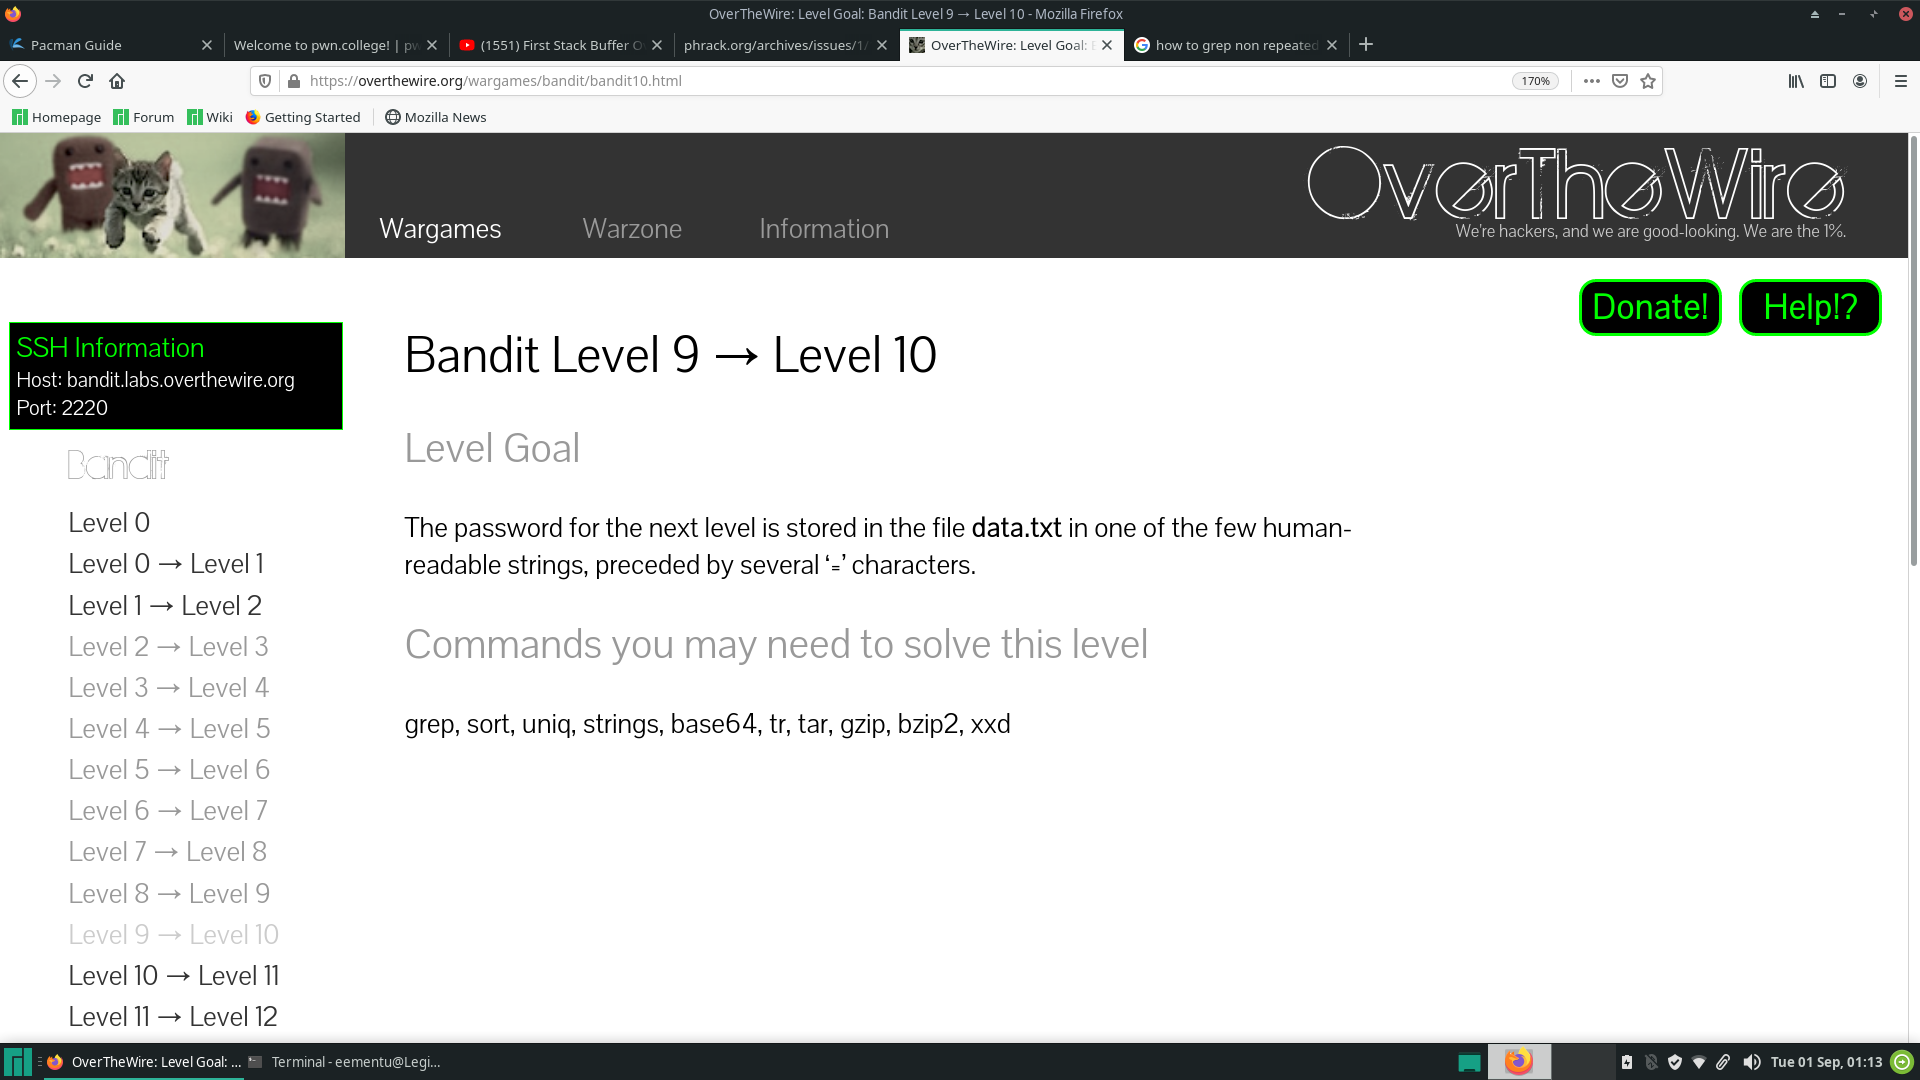 OverTheWire: Level Goal: Bandit Level 9 → Level 10 - Mozilla Firefox
Pacman Guide
Welcome to pwn.college! | pw
(1551) First Stack Buffer O
phrack.org/archives/issues/1/
OverTheWire: Level Goal: B
how to grep non repeated
https://overthewire.org/wargames/bandit/bandit10.html
170%
Homepage
Forum
Wiki
Getting Started
Mozilla News
OverTheWire
We're hackers, and we are good-looking. We are the 1%.
Wargames
Warzone
Information
Donate!
Help!?
SSH Information
Host: bandit.labs.overthewire.org
Port: 2220
Bandit
Level 0
Level 0 → Level 1
Level 1 → Level 2
Level 2 → Level 3
Level 3 → Level 4
Level 4 → Level 5
Level 5 → Level 6
Level 6 → Level 7
Level 7 → Level 8
Level 8 → Level 9
Level 9 → Level 10
Level 10 → Level 11
Level 11 → Level 12
Bandit Level 9 → Level 10
Level Goal
The password for the next level is stored in the file data.txt in one of the few human-
readable strings, preceded by several ‘=’ characters.
Commands you may need to solve this level
grep, sort, uniq, strings, base64, tr, tar, gzip, bzip2, xxd
OverTheWire: Level Goal: ...
Terminal - eementu@Legi...
Tue 01 Sep, 01:13